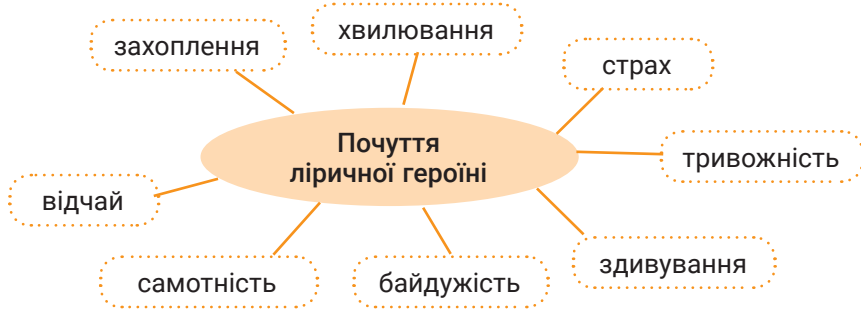 хвилювання
захоплення
страх
Почуття
ліричної героїні
тривожність
відчай
здивування
самотність
байдужість